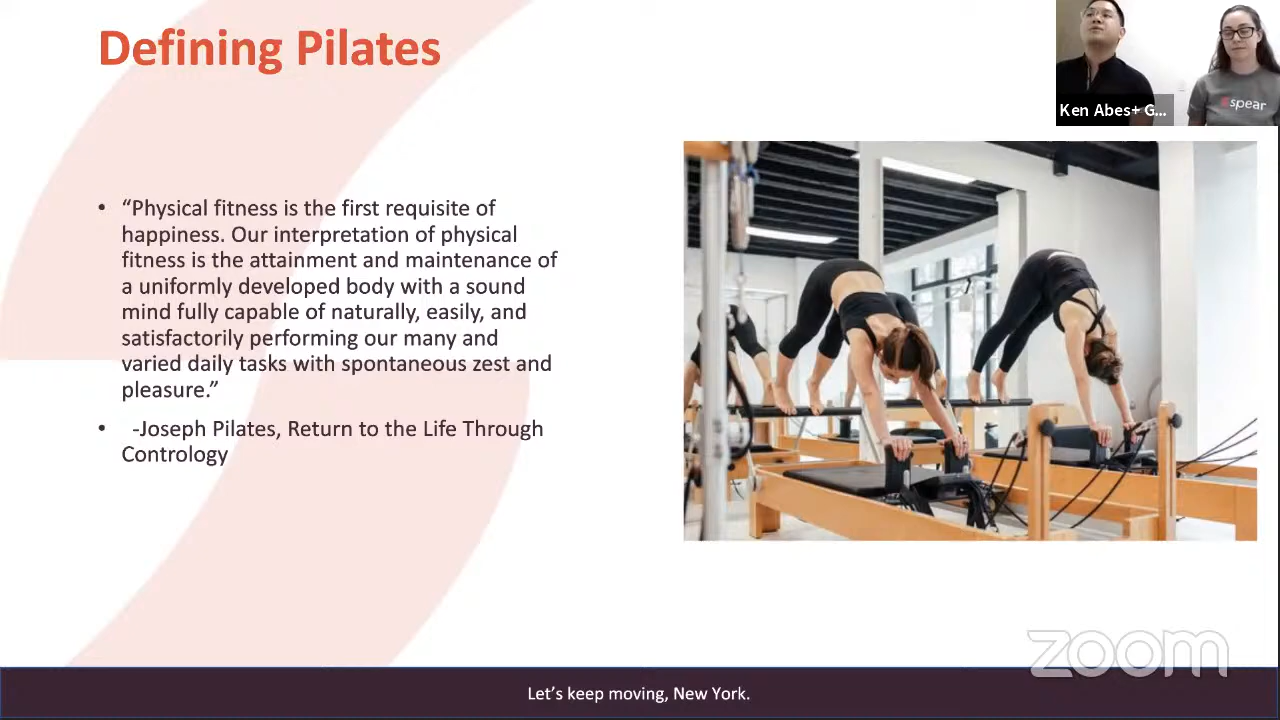 Defining Pilates
Ken Abes+ G...
spear
• “Physical fitness is the first requisite of
happiness. Our interpretation of physical
fitness is the attainment and maintenance of
a uniformly developed body with a sound
mind fully capable of naturally, easily, and
satisfactorily performing our many and
varied daily tasks with spontaneous zest and
pleasure.”
• -Joseph Pilates, Return to the Life Through
Contrology
zoom
Let’s keep moving, New York.